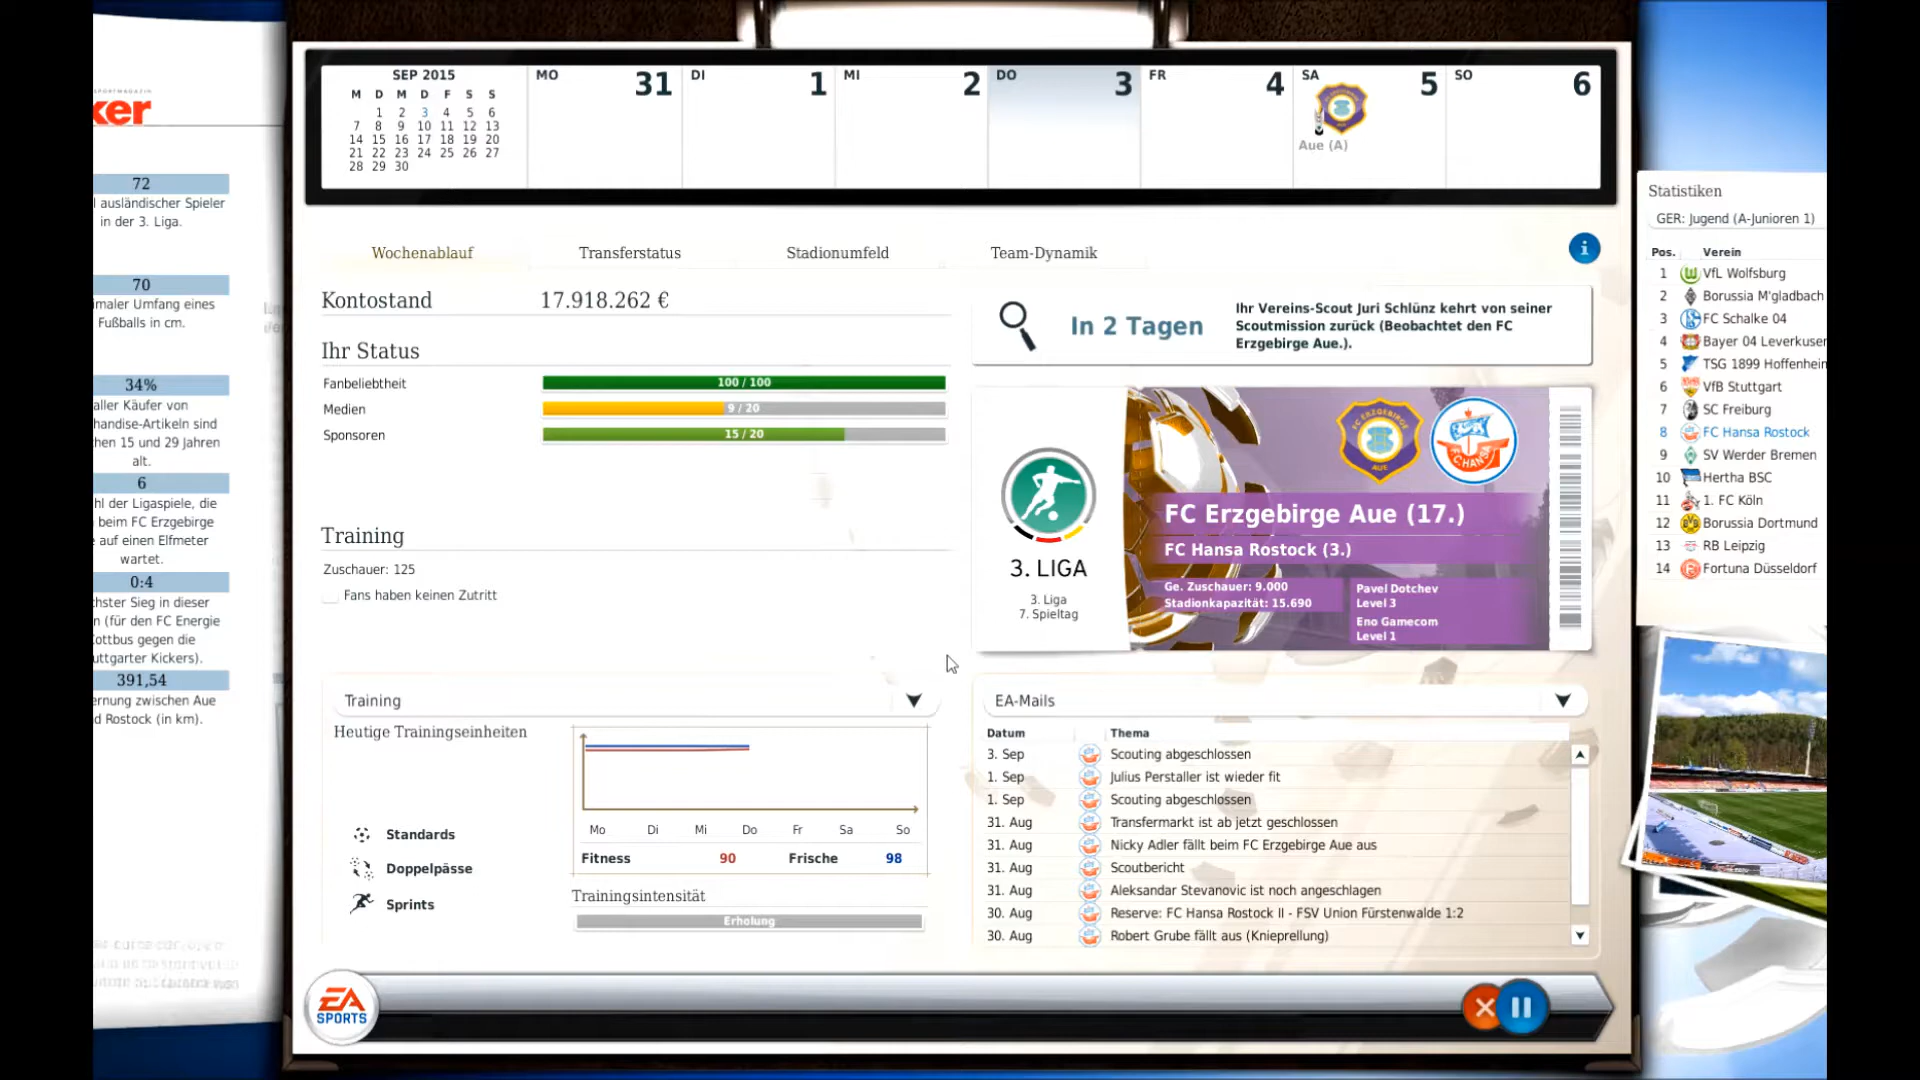 SPORTMAGAZIN
ker
72
l ausländischer Spieler
in der 3. Liga.
70
imaler Umfang eines
Fußballs in cm.
34%
aller Käufer von
handise-Artikeln sind
hen 15 und 29 Jahren
alt.
6
hl der Ligaspiele, die
beim FC Erzgebirge
e auf einen Elfmeter
wartet.
0:4
chster Sieg in dieser
n (für den FC Energie
Cottbus gegen die
uttgarter Kickers).
391,54
ernung zwischen Aue
d Rostock (in km).
SEP 2015
M D M D F S S
1 2 3 4 5 6
7 8 9 10 11 12 13
14 15 16 17 18 19 20
21 22 23 24 25 26 27
28 29 30
MO 31
DI 1
MI 2
DO 3
FR 4
SA 5
Aue (A)
SO 6
Wochenablauf
Transferstatus
Stadionumfeld
Team-Dynamik
i
Kontostand 17.918.262 €
Ihr Status
Fanbeliebtheit 100 / 100
Medien 9 / 20
Sponsoren 15 / 20
Training
Zuschauer: 125
Fans haben keinen Zutritt
In 2 Tagen
Ihr Vereins-Scout Juri Schlünz kehrt von seiner
Scoutmission zurück (Beobachtet den FC
Erzgebirge Aue.).
3. LIGA
3. Liga
7. Spieltag
FC ERZGEBIRGE
AUE
F.C. HANSA
FC Erzgebirge Aue (17.)
FC Hansa Rostock (3.)
Ge. Zuschauer: 9.000
Stadionkapazität: 15.690
Pavel Dotchev
Level 3
Eno Gamecom
Level 1
Training
Heutige Trainingseinheiten
Standards
Doppelpässe
Sprints
Mo Di Mi Do Fr Sa So
Fitness 90 Frische 98
Trainingsintensität
Erholung
EA-Mails
Datum Thema
3. Sep Scouting abgeschlossen
1. Sep Julius Perstaller ist wieder fit
1. Sep Scouting abgeschlossen
31. Aug Transfermarkt ist ab jetzt geschlossen
31. Aug Nicky Adler fällt beim FC Erzgebirge Aue aus
31. Aug Scoutbericht
31. Aug Aleksandar Stevanovic ist noch angeschlagen
30. Aug Reserve: FC Hansa Rostock II - FSV Union Fürstenwalde 1:2
30. Aug Robert Grube fällt aus (Knieprellung)
EA
SPORTS
Statistiken
GER: Jugend (A-Junioren 1)
Pos. Verein
1 VfL Wolfsburg
2 Borussia M'gladbach
3 FC Schalke 04
4 Bayer 04 Leverkuser
5 TSG 1899 Hoffenhein
6 VfB Stuttgart
7 SC Freiburg
8 FC Hansa Rostock
9 SV Werder Bremen
10 Hertha BSC
11 1. FC Köln
12 Borussia Dortmund
13 RB Leipzig
14 Fortuna Düsseldorf